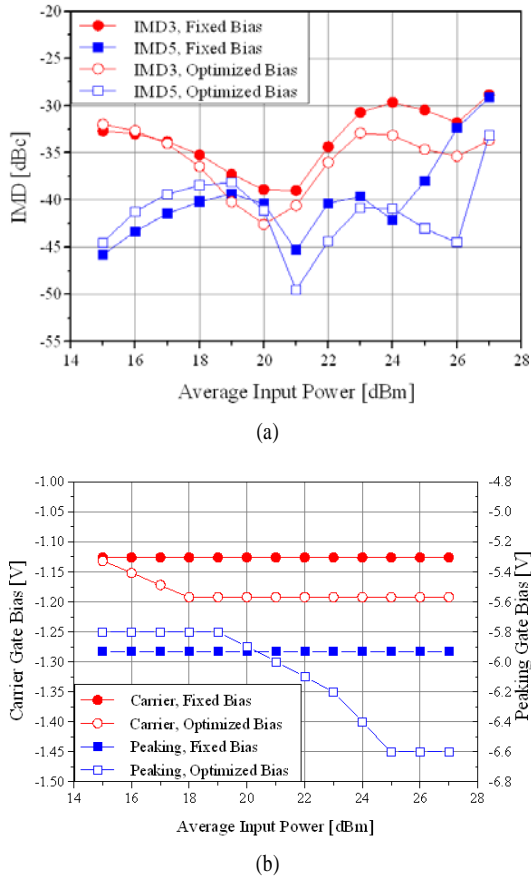 -20
-25
-30
-35
-40
-45
-50
-55
IMD [dBc]
IMD3, Fixed Bias
IMD5, Fixed Bias
IMD3, Optimized Bias
IMD5, Optimized Bias
14 16 18 20 22 24 26 28
Average Input Power [dBm]
(a)
-1.00
-1.05
-1.10
-1.15
-1.20
-1.25
-1.30
-1.35
-1.40
-1.45
-1.50
Carrier Gate Bias [V]
-4.8
-5.0
-5.2
-5.4
-5.6
-5.8
-6.0
-6.2
-6.4
-6.6
-6.8
Peaking Gate Bias [V]
Carrier, Fixed Bias
Carrier, Optimized Bias
Peaking, Fixed Bias
Peaking, Optimized Bias
14 16 18 20 22 24 26 28
Average Input Power [dBm]
(b)